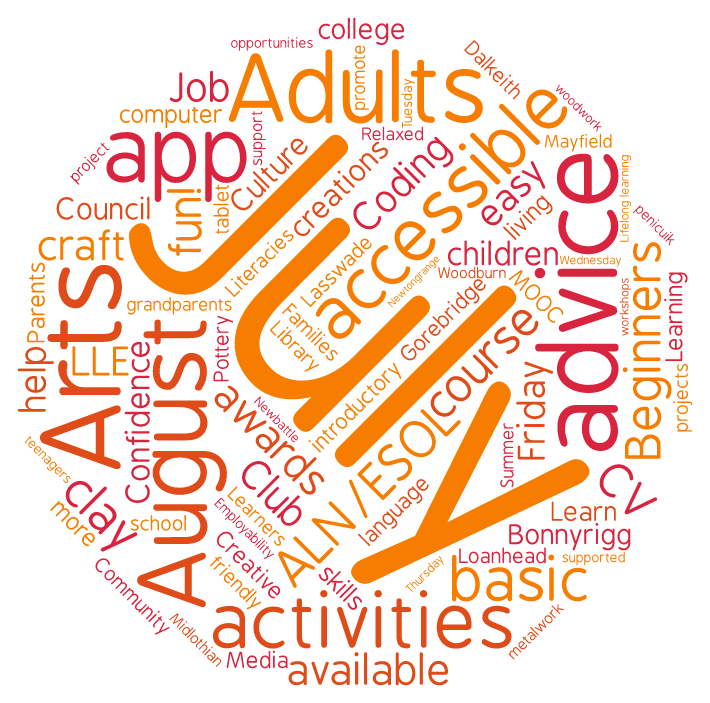 college
opportunities
Adults
promote
Tuesday
Dalkeith
woodwork
Job
computer
app
support
project
Relaxed
Coding
accessible
Mayfield
Culture
creations
Council
fun!
tablet
easy
living
advice
Lifelong learning
penicuik
craft
Literacies
Lasswade
children
Wednesday
Woodburn
Newtongrange
MOOC
Parents
Arts
grandparents
July
Families
Library
Gorebridge
Beginners
Learning
workshops
help
LLE
August
Pottery
Confidence
introductory
course
projects
awards
Newbattle
ALN/ESOL
Summer
Friday
CV
teenagers
clay
more
school
Club
Learners
Employability
language
Learn
Bonnyrigg
Loanhead
supported
Community
Creative
friendly
skills
Thursday
basic
activities
metalwork
Midlothian
Media
available